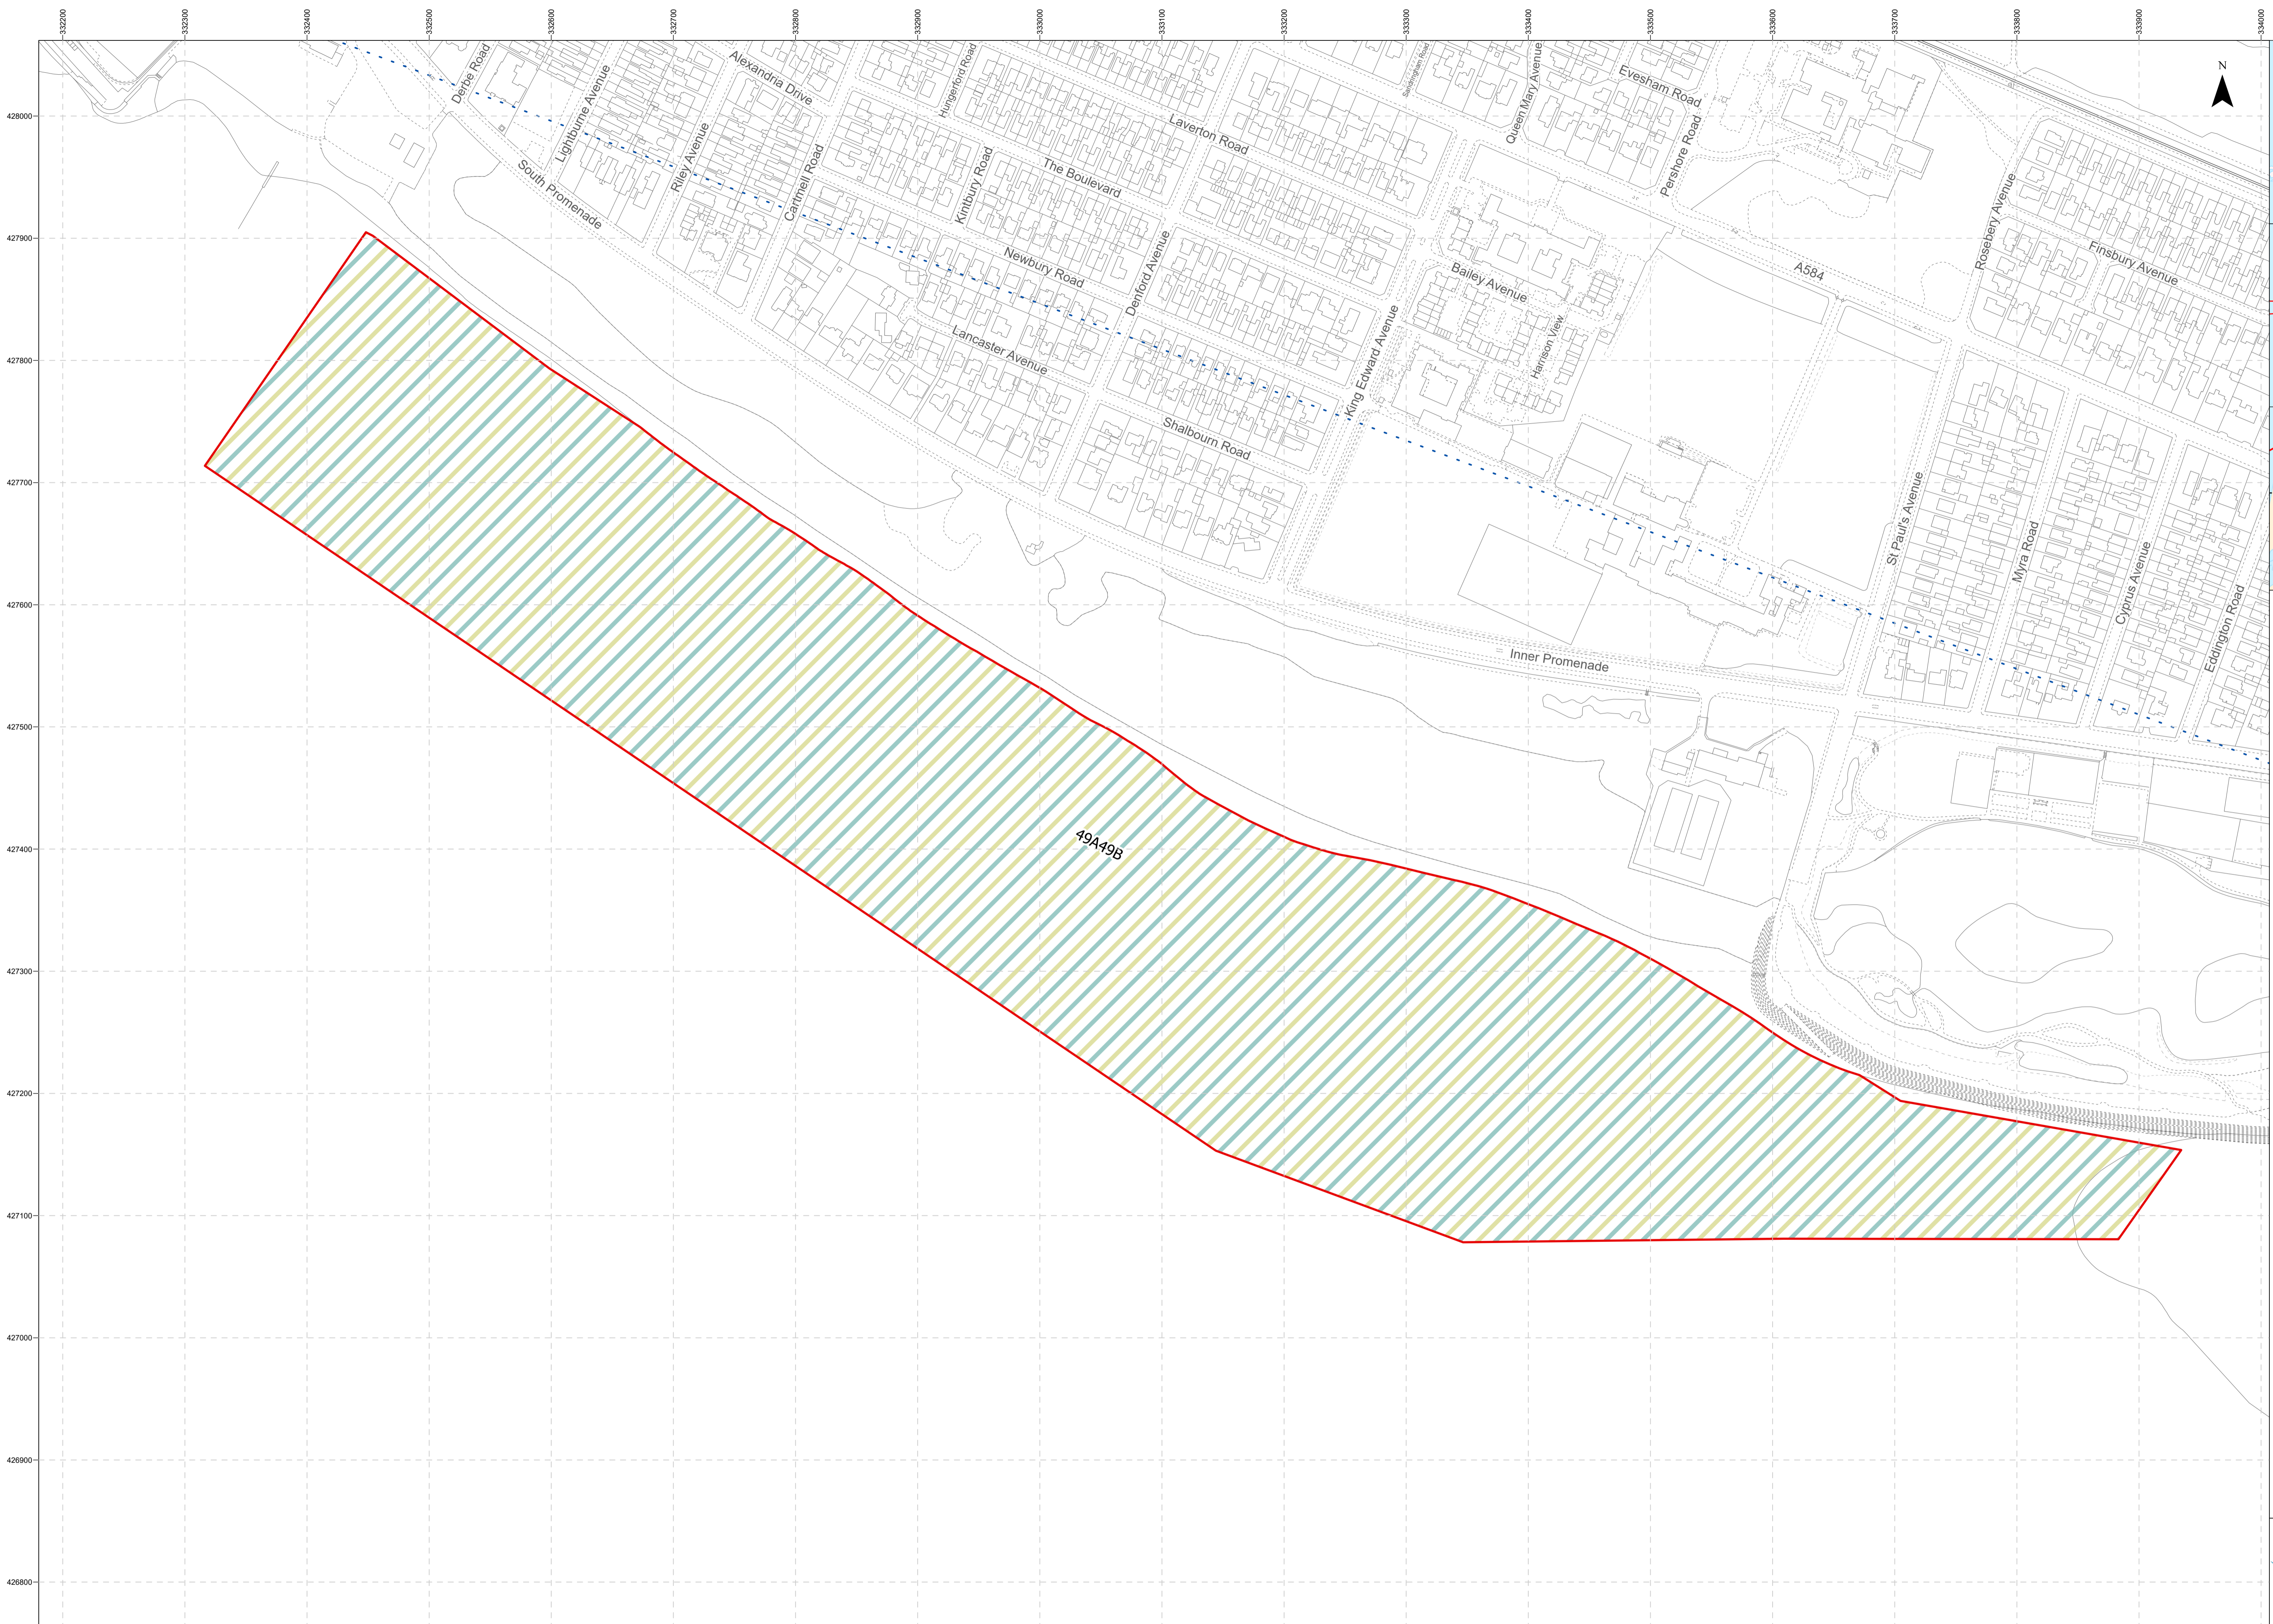 332200
332300
332400
332500
332600
332700
332800
332900
333000
333100
333200
333300
333400
333500
333600
333700
333800
333900
334000
N
428000
427900
427800
427700
427600
427500
427400
427300
427200
427100
427000
426900
426800
Derbe Road
Lightburne Avenue
Alexandria Drive
Hungerford Road
Sandringham Road
Queen Mary Avenue
Evesham Road
Laverton Road
Pershore Road
South Promenade
Riley Avenue
Cartmell Road
Kintbury Road
The Boulevard
Rosebery Avenue
Finsbury Avenue
Newbury Road
Denford Avenue
Bailey Avenue
A584
Lancaster Avenue
King Edward Avenue
Harrison View
Shalbourn Road
St Paul's Avenue
Myra Road
Cyprus Avenue
Eddington Road
Inner Promenade
49A49B